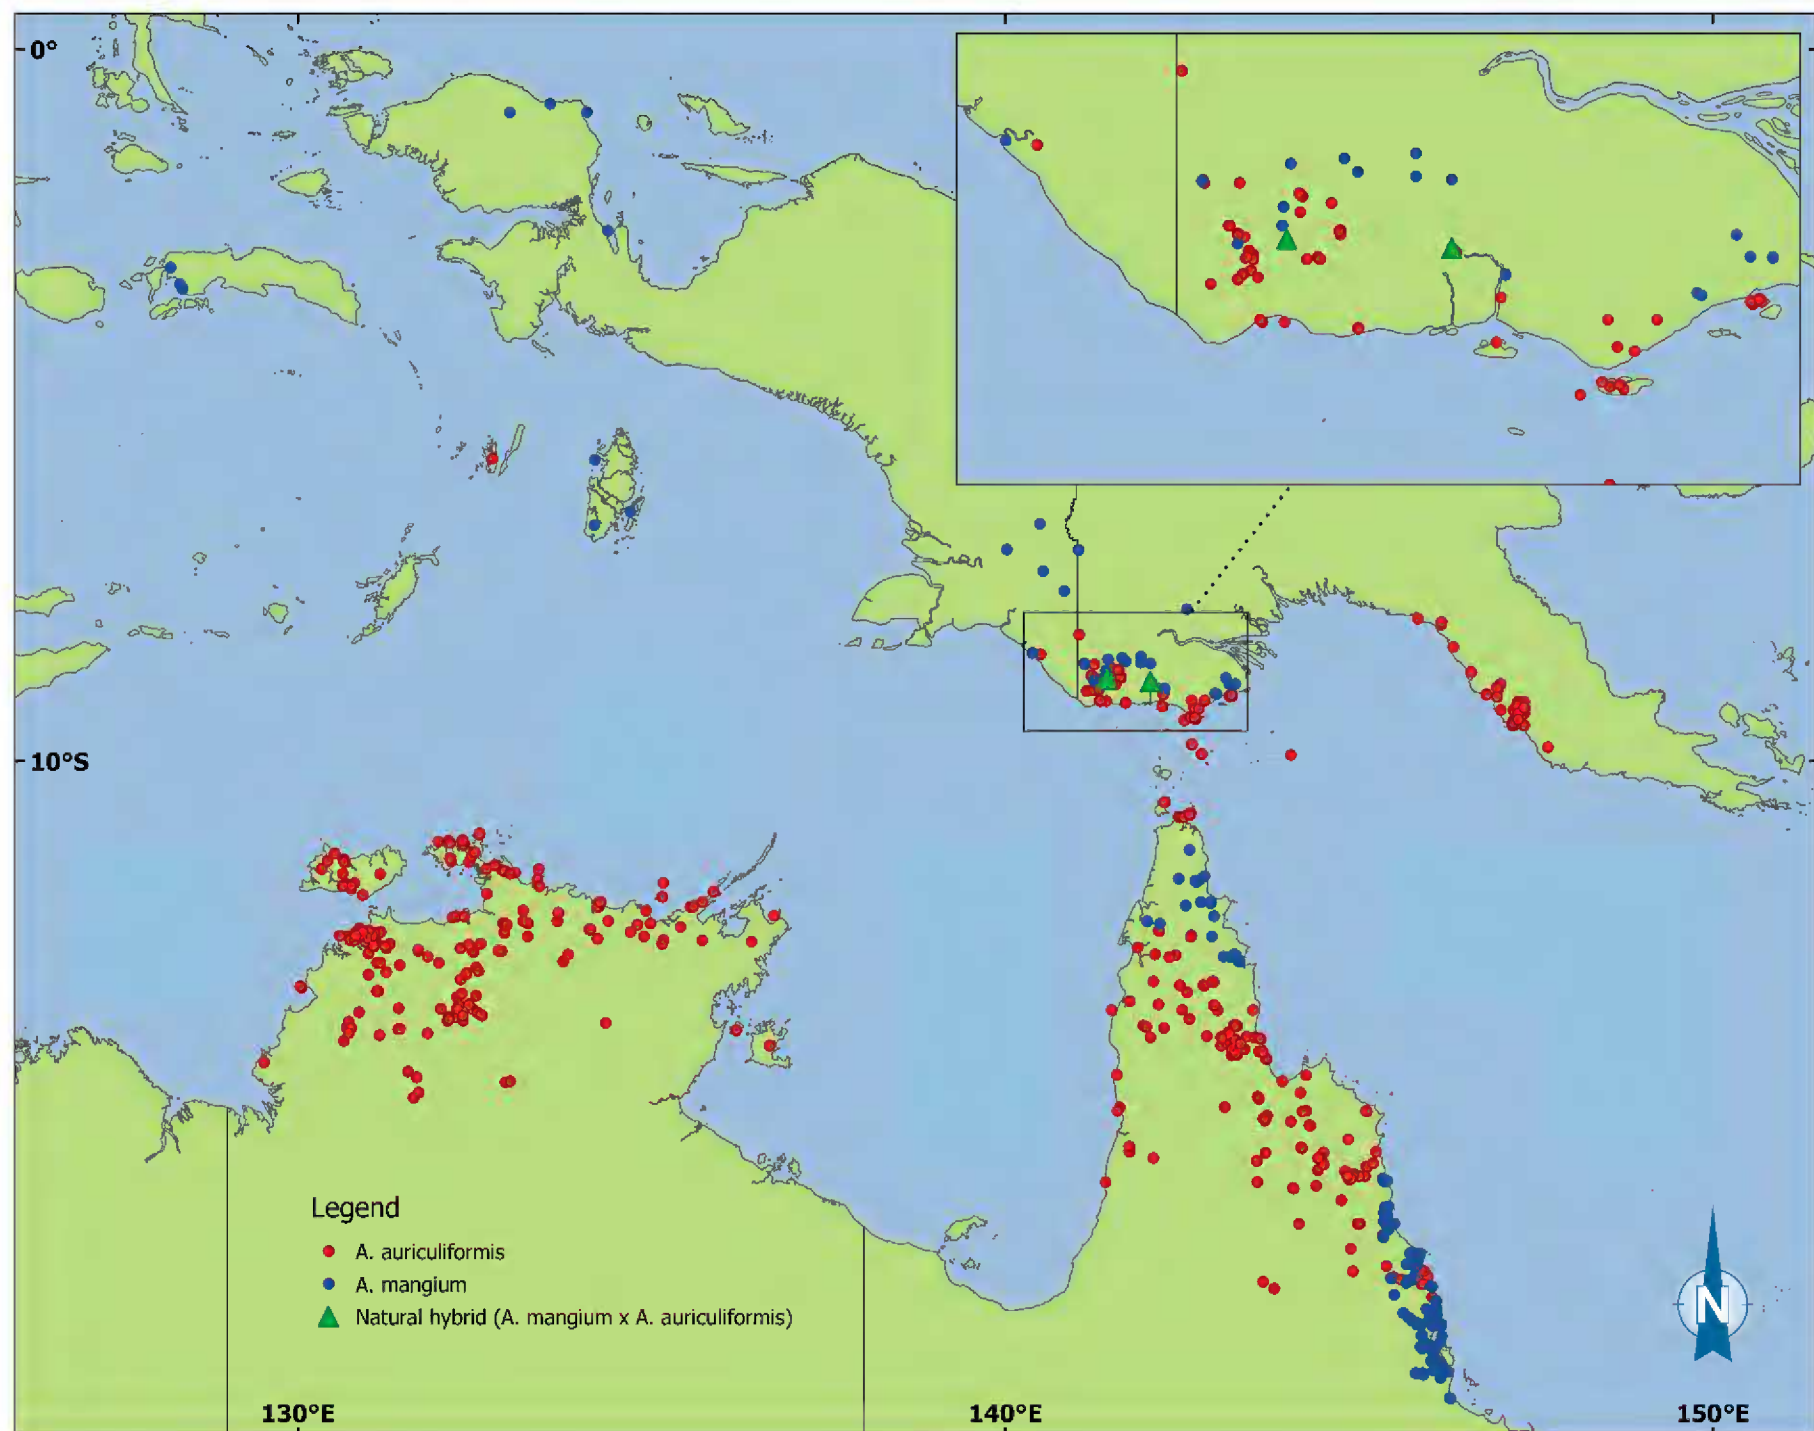 0°
10°S
Legend
A. auriculiformis
A. mangium
Natural hybrid (A. mangium x A. auriculiformis)
N
130°E
140°E
150°E